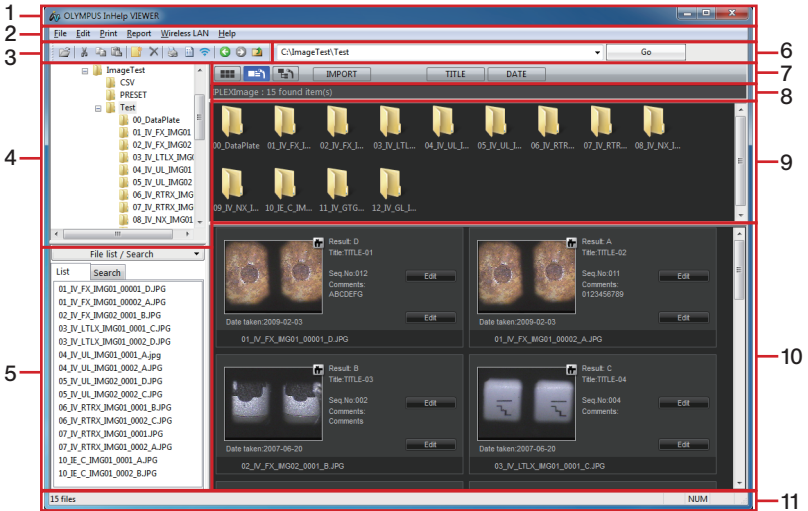 1
OLYMPUS InHelp VIEWER
2
File Edit Print Report Wireless LAN Help
3
C:\ImageTest\Test
Go
6
IMPORT TITLE DATE
7
PLEXImage : 15 found item(s)
8
4
ImageTest
CSV
PRESET
Test
00_DataPlate
01_IV_FX_IMG01
02_IV_FX_IMG02
03_IV_LTLX_IMG
04_IV_UL_IMG01
05_IV_UL_IMG02
06_IV_RTRX_IMG
07_IV_RTRX_IMG
08_IV_NX_IMG01
00_DataPlate 01_IV_FX_I... 02_IV_FX_I... 03_IV_LTL... 04_IV_UL_I... 05_IV_UL_I... 06_IV_RTR... 07_IV_RTR... 08_IV_NX_I...
09_IV_NX_I... 10_IE_C_IM... 11_IV_GTG... 12_IV_GL_I...
9
5
File list / Search
List Search
01_IV_FX_IMG01_00001_D.JPG
01_IV_FX_IMG01_00002_A.JPG
02_IV_FX_IMG02_0001_B.JPG
03_IV_LTLX_IMG01_0001_C.JPG
03_IV_LTLX_IMG01_0002_D.JPG
04_IV_UL_IMG01_0001_A.jpg
04_IV_UL_IMG01_0002_A.JPG
05_IV_UL_IMG02_0001_D.JPG
05_IV_UL_IMG02_0002_C.JPG
06_IV_RTRX_IMG01_0001_B.JPG
06_IV_RTRX_IMG01_0002_C.JPG
07_IV_RTRX_IMG01_0001.JPG
07_IV_RTRX_IMG01_0002_A.JPG
10_IE_C_IMG01_0001_A.JPG
10_IE_C_IMG01_0002_B.JPG
Result: D
Title:TITLE-01
Seq.No:012
Comments:
ABCDEFG
Edit
Edit
Date taken:2009-02-03
01_IV_FX_IMG01_00001_D.JPG
Result: A
Title:TITLE-02
Seq.No:011
Comments:
0123456789
Edit
Edit
Date taken:2009-02-03
01_IV_FX_IMG01_00002_A.JPG
Result: B
Title:TITLE-03
Seq.No:002
Comments:
Comments
Edit
Edit
Date taken:2007-06-20
02_IV_FX_IMG02_0001_B.JPG
Result: C
Title:TITLE-04
Seq.No:004
Comments:
Edit
Edit
Date taken:2007-06-20
03_IV_LTLX_IMG01_0001_C.JPG
10
15 files
NUM
11